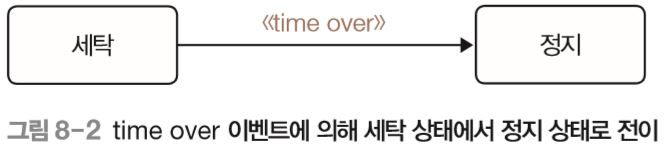 《time over》
세탁
정지
그림 8-2 time over 이벤트에 의해 세탁 상태에서 정지 상태로 전이